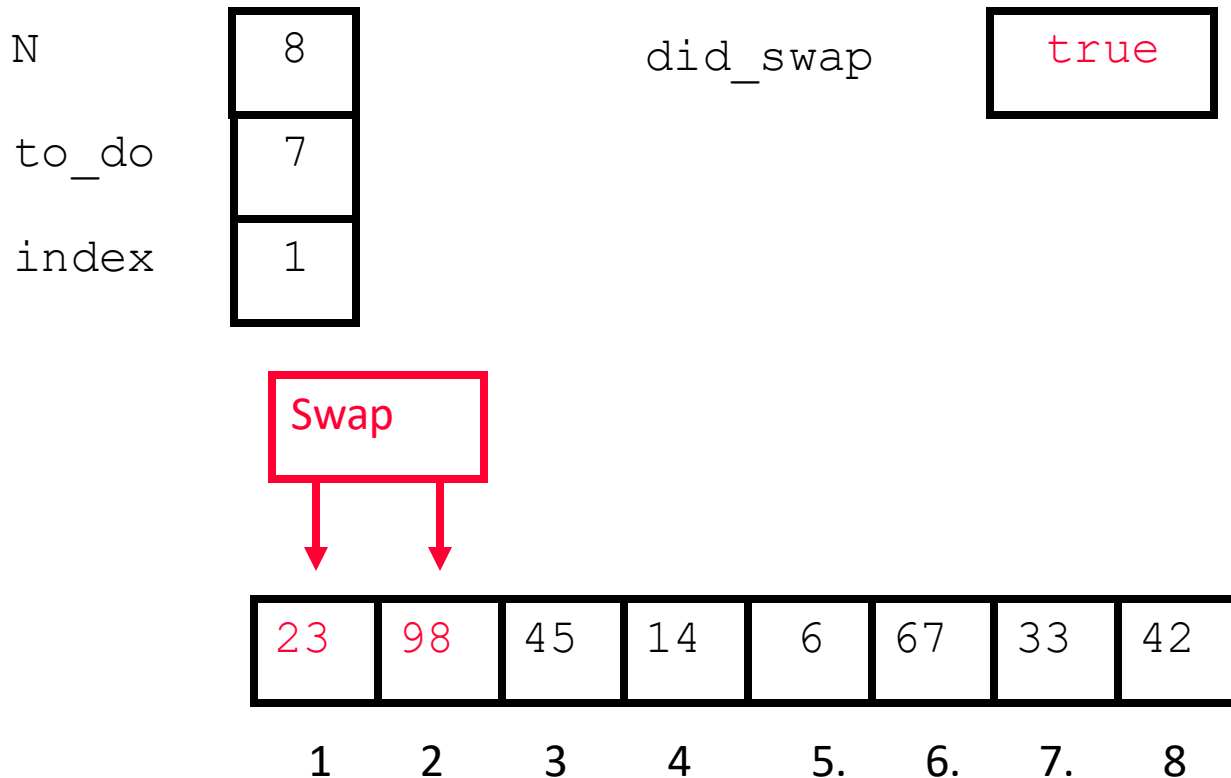 N 8 did_swap true
to_do 7
index 1
Swap
23 98 45 14 6 67 33 42
1 2 3 4 5. 6. 7. 8